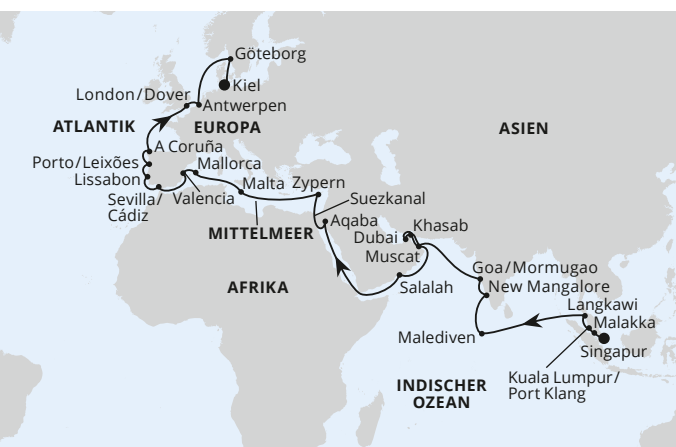 Göteborg
Kiel
London/Dover
Antwerpen
ATLANTIK
EUROPA
ASIEN
A Coruña
Porto/Leixões
Mallorca
Lissabon
Malta
Zypern
Sevilla/
Cádiz
Valencia
Suezkanal
Aqaba
Khasab
MITTELMEER
Dubai
Muscat
Goa/Mormugao
AFRIKA
Salalah
New Mangalore
Langkawi
Malakka
Malediven
Singapur
Kuala Lumpur/
Port Klang
INDISCHER
OZEAN